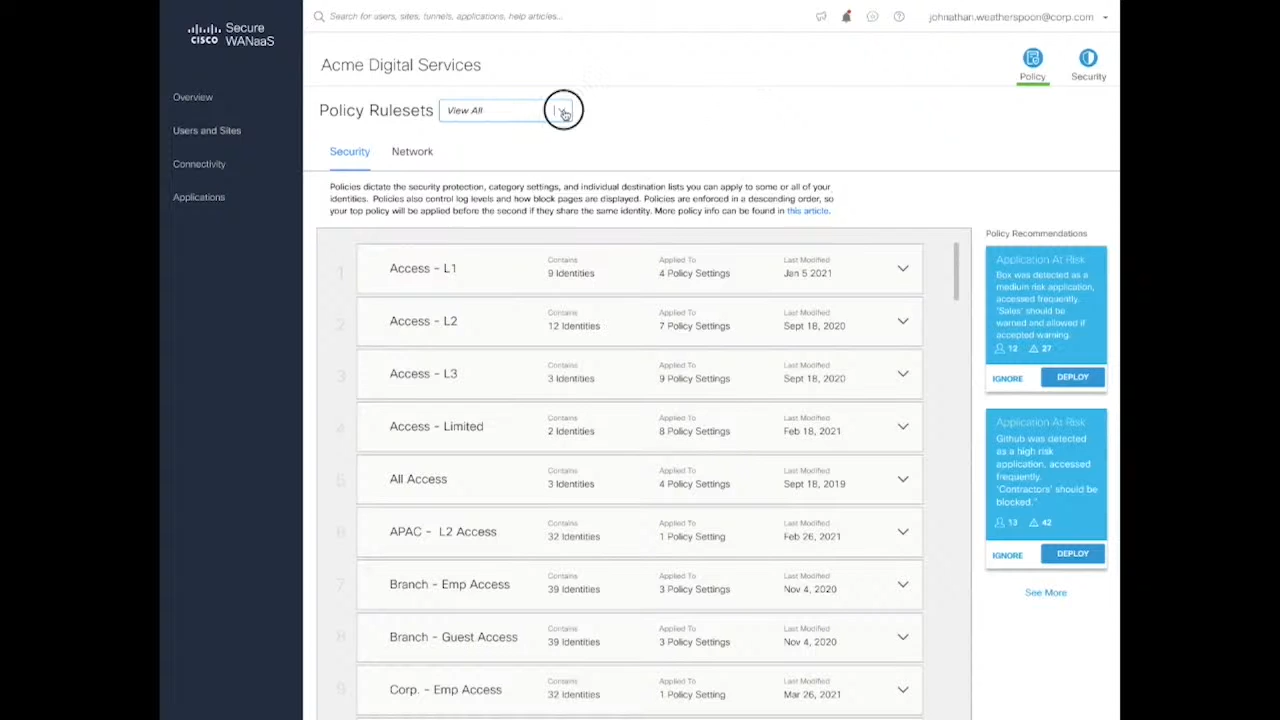 CISCO
Secure
WANaaS
Search for users, sites, tunnels, applications, help articles...
johnathan.weatherspoon@corp.com
Acme Digital Services
Policy
Security
Overview
Users and Sites
Connectivity
Applications
Policy Rulesets
View All
Security
Network
Policies dictate the security protection, category settings, and individual destination lists you can apply to some or all of your
identities. Policies also control log levels and how block pages are displayed. Policies are enforced in a descending order, so
your top policy will be applied before the second if they share the same identity. More policy info can be found in this article.
1
Access - L1
Contains
9 Identities
Applied To
4 Policy Settings
Last Modified
Jan 5 2021
2
Access - L2
Contains
12 Identities
Applied To
7 Policy Settings
Last Modified
Sept 18, 2020
3
Access - L3
Contains
3 Identities
Applied To
9 Policy Settings
Last Modified
Sept 18, 2020
4
Access - Limited
Contains
2 Identities
Applied To
8 Policy Settings
Last Modified
Feb 18, 2021
5
All Access
Contains
3 Identities
Applied To
4 Policy Settings
Last Modified
Sept 18, 2019
6
APAC - L2 Access
Contains
32 Identities
Applied To
1 Policy Setting
Last Modified
Feb 26, 2021
7
Branch - Emp Access
Contains
39 Identities
Applied To
3 Policy Settings
Last Modified
Nov 4, 2020
8
Branch - Guest Access
Contains
39 Identities
Applied To
3 Policy Settings
Last Modified
Nov 4, 2020
9
Corp. - Emp Access
Contains
32 Identities
Applied To
1 Policy Setting
Last Modified
Mar 26, 2021
Policy Recommendations
Application At Risk
Box was detected as a
medium risk application,
accessed frequently.
'Sales' should be
warned and allowed if
accepted warning.
12
27
IGNORE
DEPLOY
Application At Risk
Github was detected
as a high risk
application, accessed
frequently.
'Contractors' should be
blocked."
13
42
IGNORE
DEPLOY
See More